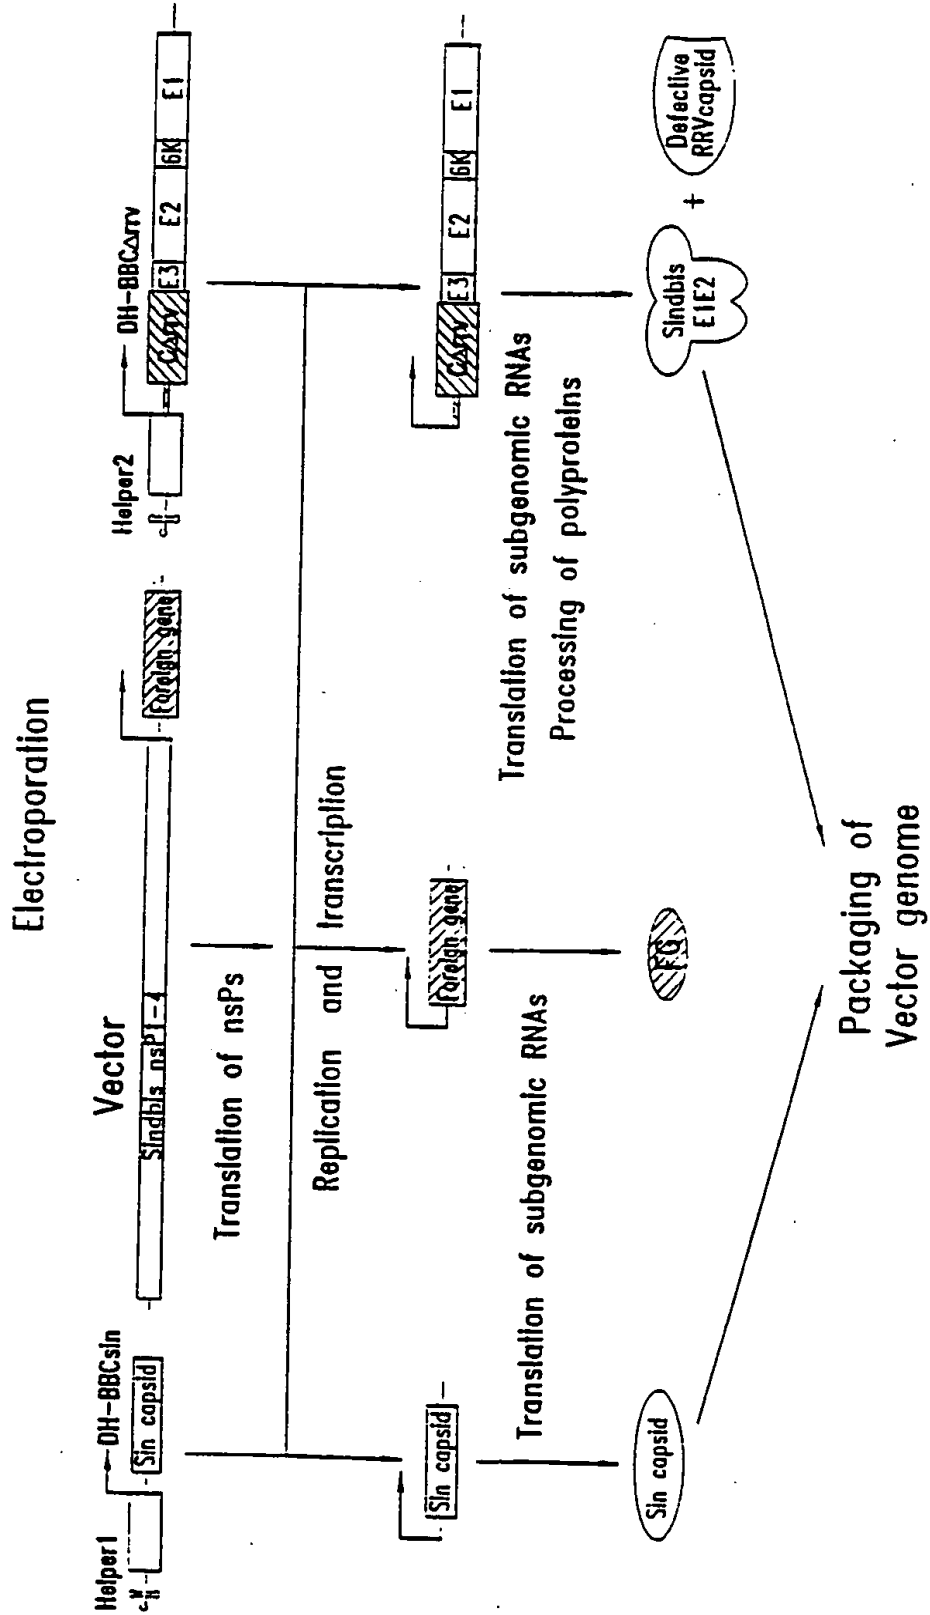 Electroporation
Helper1
DH-BBCsin
Sin capsid
Vector
Sindbis nsP1-4
Foreign gene
Helper2
DH-BBCΔrrv
CΔrrv
E3
E2
6K
E1
Translation of nsPs
Replication and transcription
Sin capsid
Foreign gene
CΔrrv
E3
E2
6K
E1
Translation of subgenomic RNAs
Translation of subgenomic RNAs
Processing of polyproteins
Sin capsid
FG
Sindbis
E1E2
+
Defective
RRVcapsid
Packaging of
Vector genome